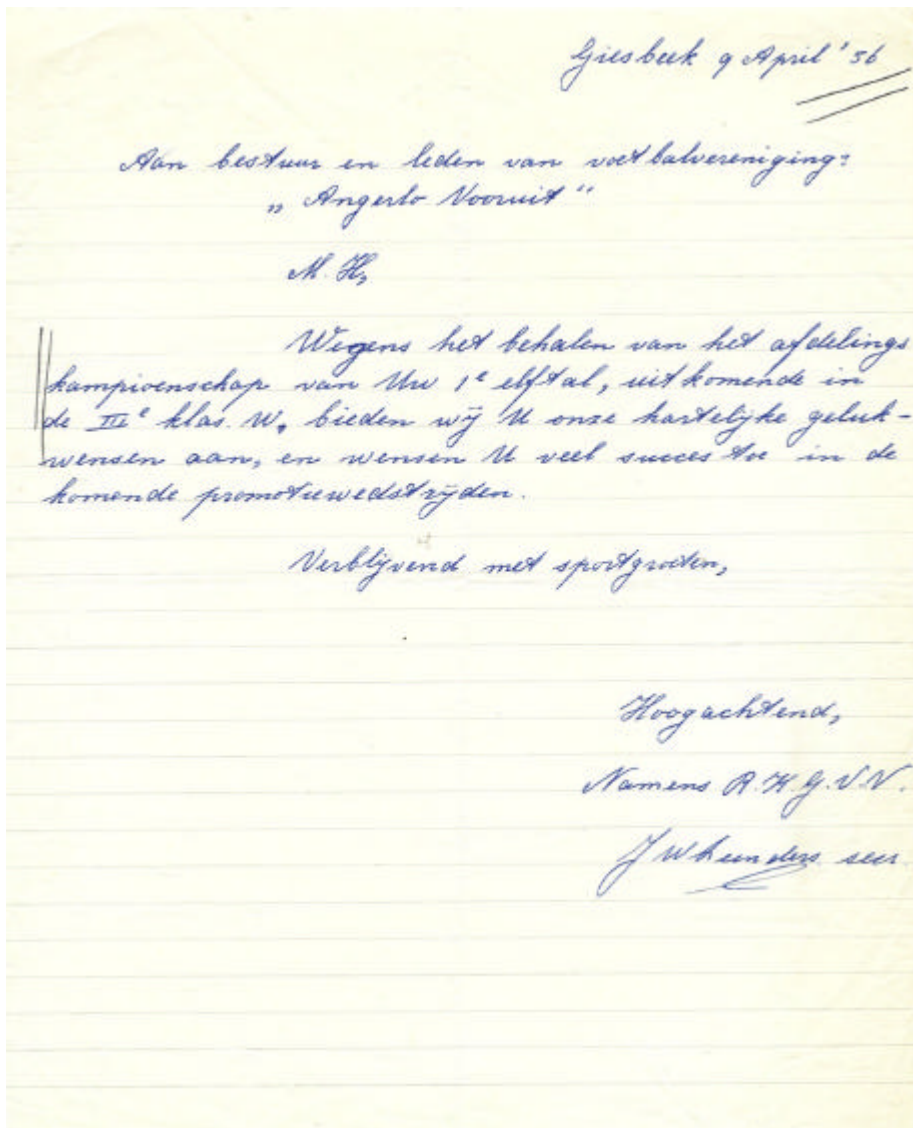 Giesbeek 9 April '56
Aan bestuur en leden van voetbalvereniging:
„ Angerlo Vooruit “
M. H,
Wegens het behalen van het afdelings
kampioenschap van Uw 1e elftal, uitkomende in
de IIIe klas. W, bieden wij U onze hartelijke geluk-
wensen aan, en wensen U veel succes toe in de
komende promotiewedstrijden.
Verblijvend met sportgroeten,
Hoogachtend,
Namens R.K.G.V.V.
J W secr